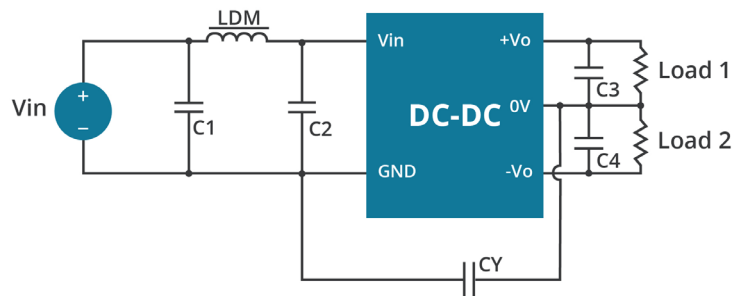 LDM
Vin
+
−
C1
C2
Vin
GND
DC-DC
+Vo
0V
-Vo
C3
C4
Load 1
Load 2
CY